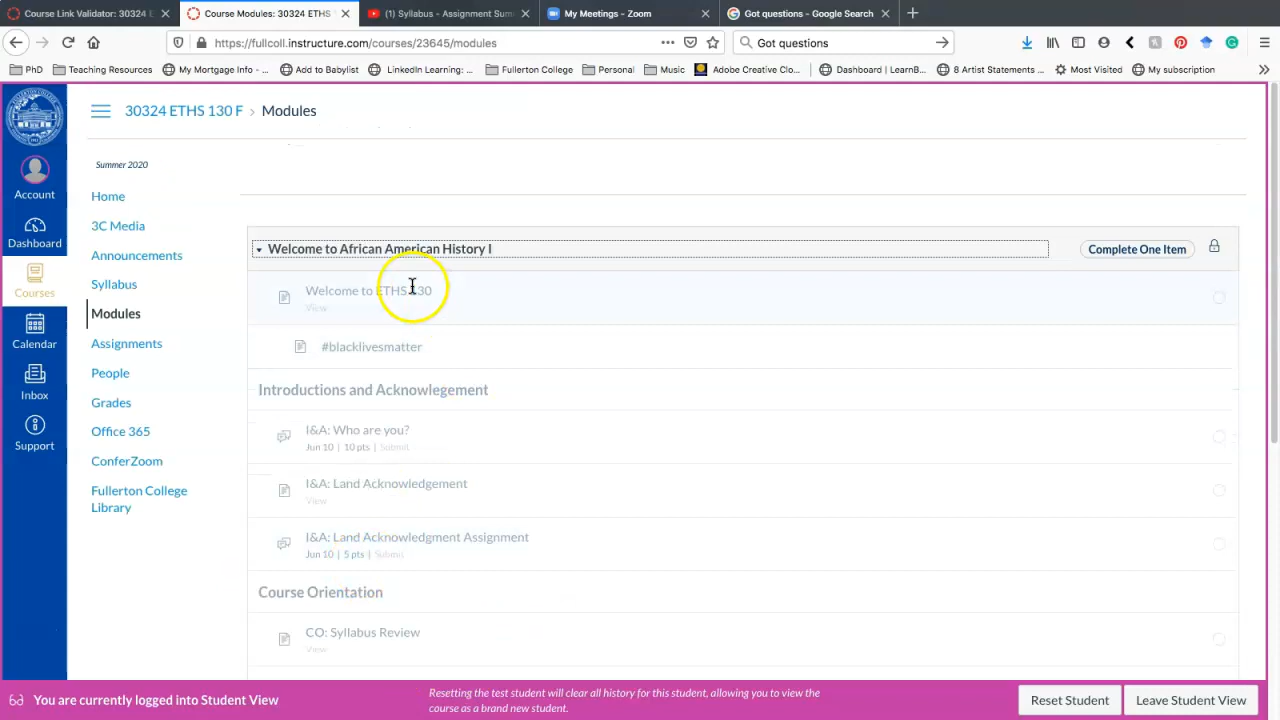 Course Link Validator: 30324 ET
Course Modules: 30324 ETHS 1
(1) Syllabus - Assignment Sum
My Meetings - Zoom
Got questions - Google Search
https://fullcoll.instructure.com/courses/23645/modules
Got questions
PhD
Teaching Resources
My Mortgage Info - ...
Add to Babylist
LinkedIn Learning: ...
Fullerton College
Personal
Music
Adobe Creative Clo...
Dashboard | LearnB...
8 Artist Statements ...
Most Visited
My subscription
30324 ETHS 130 F > Modules
Summer 2020
Account
Dashboard
Courses
Calendar
Inbox
Support
Home
3C Media
Announcements
Syllabus
Modules
Assignments
People
Grades
Office 365
ConferZoom
Fullerton College
Library
Welcome to African American History I
Complete One Item
Welcome to ETHS 130
View
#blacklivesmatter
Introductions and Acknowlegement
I&A: Who are you?
Jun 10 | 10 pts | Submit
I&A: Land Acknowledgement
View
I&A: Land Acknowledgment Assignment
Jun 10 | 5 pts | Submit
Course Orientation
CO: Syllabus Review
View
You are currently logged into Student View
Resetting the test student will clear all history for this student, allowing you to view the
course as a brand new student.
Reset Student
Leave Student View